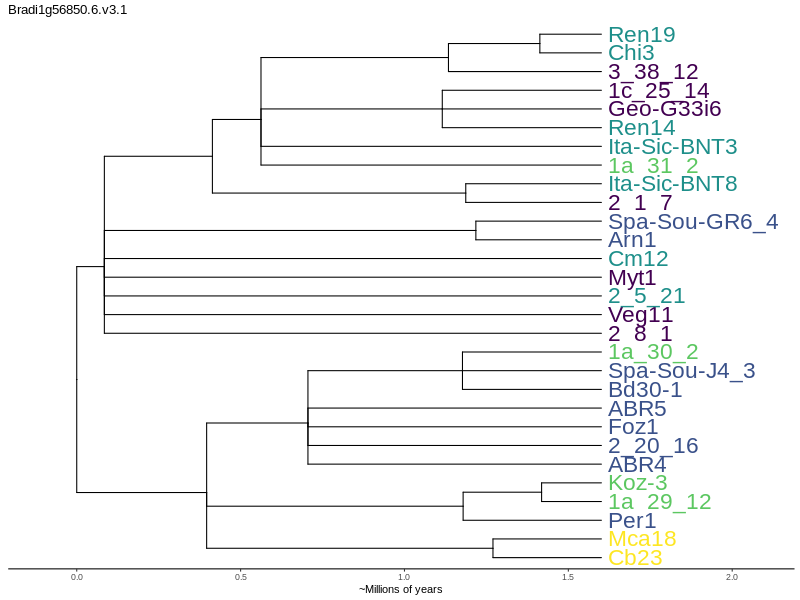 Bradi1g56850.6.v3.1
Ren19
Chi3
3_38_12
1c_25_14
Geo-G33i6
Ren14
Ita-Sic-BNT3
1a_31_2
Ita-Sic-BNT8
2_1_7
Spa-Sou-GR6_4
Arn1
Cm12
Myt1
2_5_21
Veg11
2_8_1
1a_30_2
Spa-Sou-J4_3
Bd30-1
ABR5
Foz1
2_20_16
ABR4
Koz-3
1a_29_12
Per1
Mca18
Cb23
0.0 0.5 1.0 1.5 2.0
~Millions of years